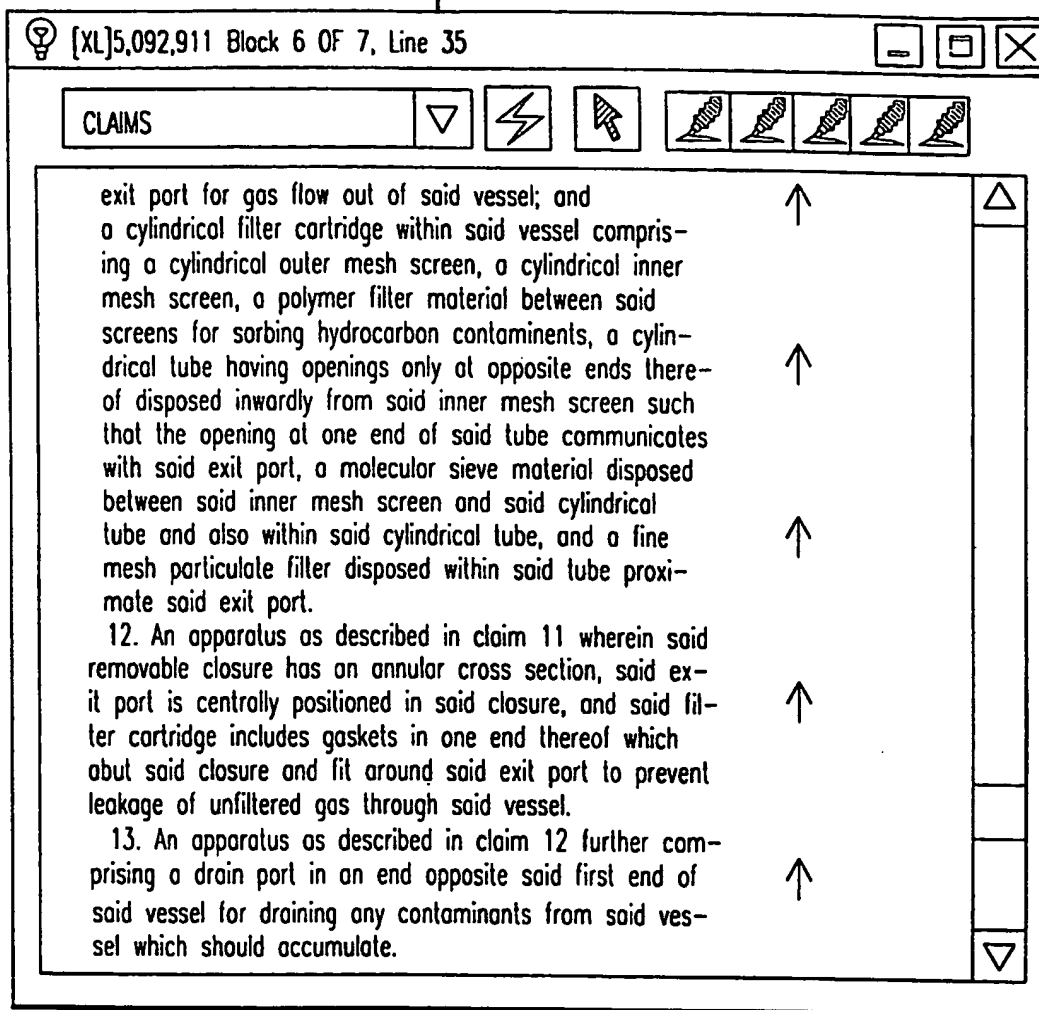 [XL]5,092,911 Block 6 OF 7, Line 35
CLAIMS
exit port for gas flow out of said vessel; and
a cylindrical filter cartridge within said vessel compris-
ing a cylindrical outer mesh screen, a cylindrical inner
mesh screen, a polymer filter material between said
screens for sorbing hydrocarbon contaminents, a cylin-
drical tube having openings only at opposite ends there-
of disposed inwardly from said inner mesh screen such
that the opening at one end of said tube communicates
with said exit port, a molecular sieve material disposed
between said inner mesh screen and said cylindrical
tube and also within said cylindrical tube, and a fine
mesh particulate filter disposed within said tube proxi-
mate said exit port.
12. An apparatus as described in claim 11 wherein said
removable closure has an annular cross section, said ex-
it port is centrally positioned in said closure, and said fil-
ter cartridge includes gaskets in one end thereof which
abut said closure and fit around said exit port to prevent
leakage of unfiltered gas through said vessel.
13. An apparatus as described in claim 12 further com-
prising a drain port in an end opposite said first end of
said vessel for draining any contaminants from said ves-
sel which should accumulate.